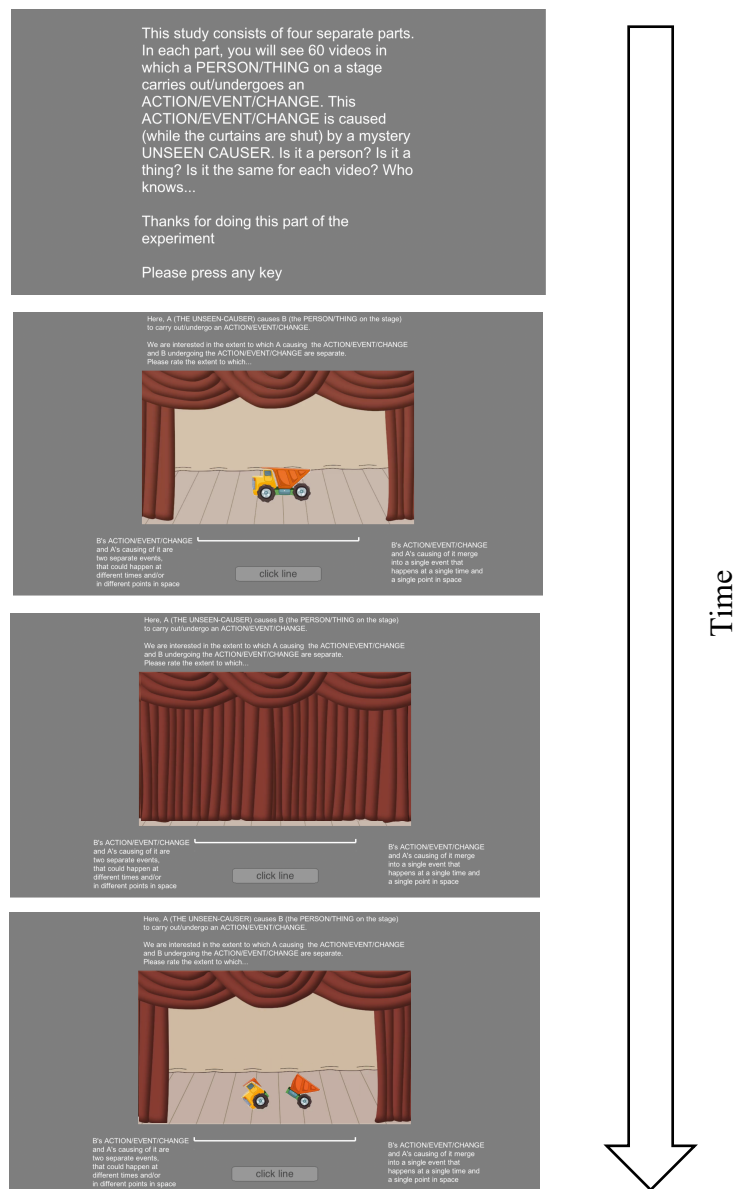 This study consists of four separate parts.
In each part, you will see 60 videos in
which a PERSON/THING on a stage
carries out/undergoes an
ACTION/EVENT/CHANGE. This
ACTION/EVENT/CHANGE is caused
(while the curtains are shut) by a mystery
UNSEEN CAUSER. Is it a person? Is it a
thing? Is it the same for each video? Who
knows...
Thanks for doing this part of the
experiment
Please press any key
Here, A (THE UNSEEN-CAUSER) causes B (the PERSON/THING on the stage)
to carry out/undergo an ACTION/EVENT/CHANGE.
We are interested in the extent to which A causing the ACTION/EVENT/CHANGE
and B undergoing the ACTION/EVENT/CHANGE are separate.
Please rate the extent to which...
B's ACTION/EVENT/CHANGE
and A's causing of it are
two separate events,
that could happen at
different times and/or
in different points in space
click line
B's ACTION/EVENT/CHANGE
and A's causing of it merge
into a single event that
happens at a single time and
a single point in space
Here, A (THE UNSEEN-CAUSER) causes B (the PERSON/THING on the stage)
to carry out/undergo an ACTION/EVENT/CHANGE.
We are interested in the extent to which A causing the ACTION/EVENT/CHANGE
and B undergoing the ACTION/EVENT/CHANGE are separate.
Please rate the extent to which...
B's ACTION/EVENT/CHANGE
and A's causing of it are
two separate events,
that could happen at
different times and/or
in different points in space
click line
B's ACTION/EVENT/CHANGE
and A's causing of it merge
into a single event that
happens at a single time and
a single point in space
Here, A (THE UNSEEN-CAUSER) causes B (the PERSON/THING on the stage)
to carry out/undergo an ACTION/EVENT/CHANGE.
We are interested in the extent to which A causing the ACTION/EVENT/CHANGE
and B undergoing the ACTION/EVENT/CHANGE are separate.
Please rate the extent to which...
B's ACTION/EVENT/CHANGE
and A's causing of it are
two separate events,
that could happen at
different times and/or
in different points in space
click line
B's ACTION/EVENT/CHANGE
and A's causing of it merge
into a single event that
happens at a single time and
a single point in space
Time